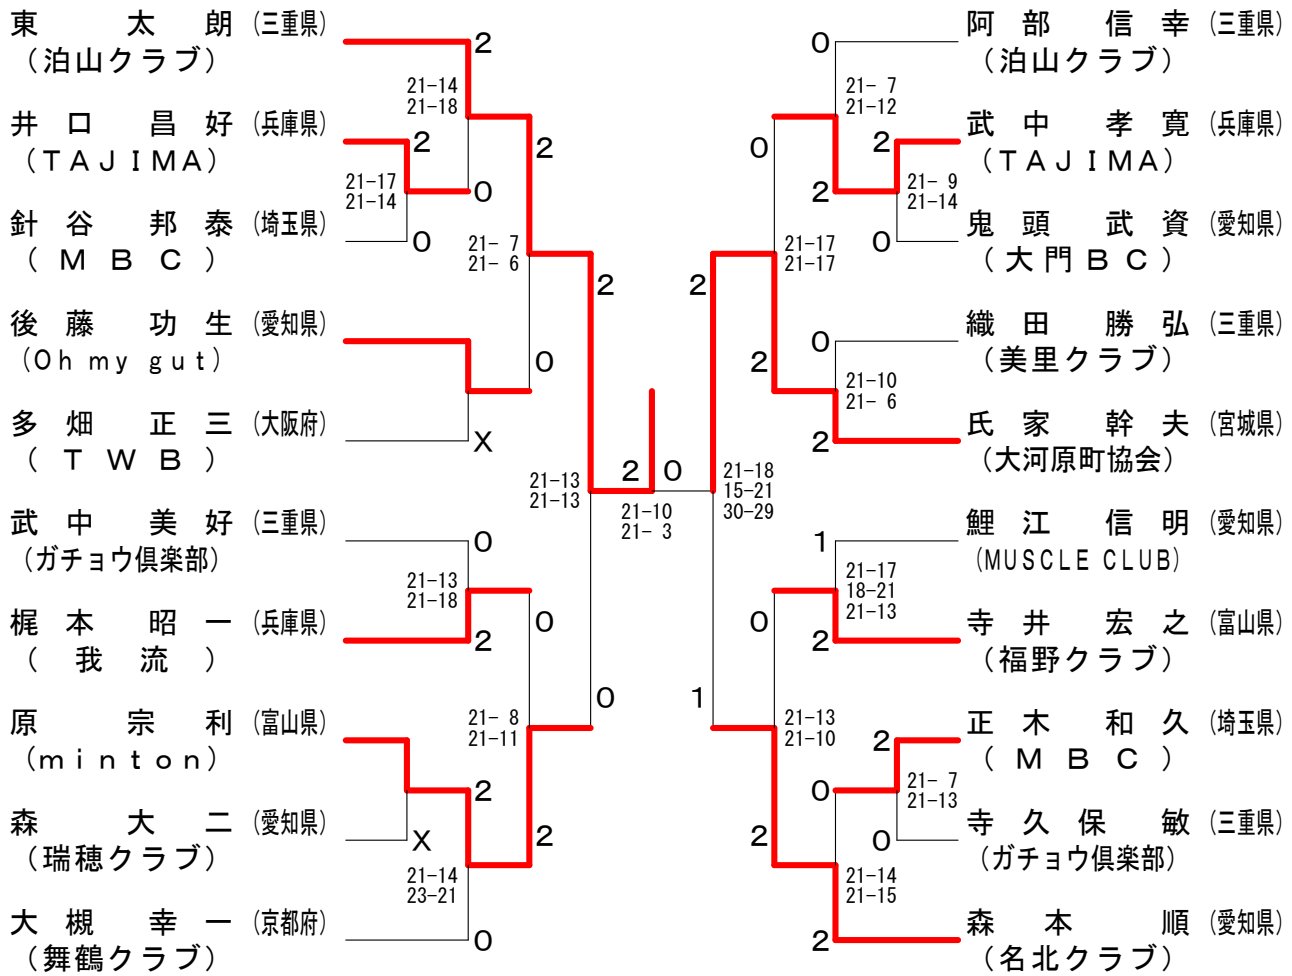 東 太 朗 (三重県)
(泊山クラブ)
井 口 昌 好 (兵庫県)
(TAJIMA)
針 谷 邦 泰 (埼玉県)
(MBC)
後 藤 功 生 (愛知県)
(Oh my gut)
多 畑 正 三 (大阪府)
(TWB)
武 中 美 好 (三重県)
(ガチョウ倶楽部)
梶 本 昭 一 (兵庫県)
(我 流)
原 宗 利 (富山県)
(minton)
森 大 二 (愛知県)
(瑞穂クラブ)
大 槻 幸 一 (京都府)
(舞鶴クラブ)
2
21-14
21-18
2
0
21-17
21-14
0
2
21- 7
21- 6
0
X
2
21-13
21-13
0
21-13
21-18
2
0
0
21- 8
21-11
2
X
2
21-14
23-21
0
2 0
21-10
21- 3
阿 部 信 幸 (三重県)
(泊山クラブ)
武 中 孝 寛 (兵庫県)
(TAJIMA)
鬼 頭 武 資 (愛知県)
(大門BC)
織 田 勝 弘 (三重県)
(美里クラブ)
氏 家 幹 夫 (宮城県)
(大河原町協会)
鯉 江 信 明 (愛知県)
(MUSCLE CLUB)
寺 井 宏 之 (富山県)
(福野クラブ)
正 木 和 久 (埼玉県)
(MBC)
寺 久 保 敏 (三重県)
(ガチョウ倶楽部)
森 本 順 (愛知県)
(名北クラブ)
0
21- 7
21-12
2
0
2
21- 9
21-14
0
21-17
21-17
2
0
2
21-10
21- 6
2
21-18
15-21
30-29
1
21-17
18-21
21-13
0
2
1
21-13
21-10
2
0
21- 7
21-13
0
2
21-14
21-15
2